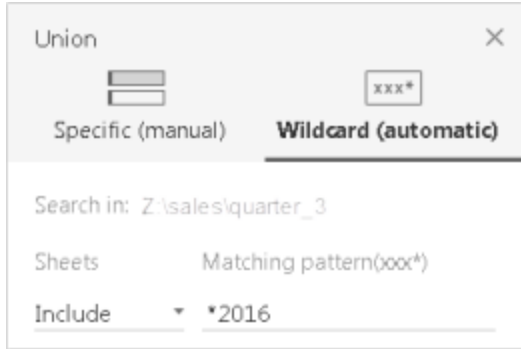 Union
xxx*
Specific (manual) Wildcard (automatic)
Search in: Z:\sales\quarter_3
Sheets Matching pattern(xxx*)
Include *2016